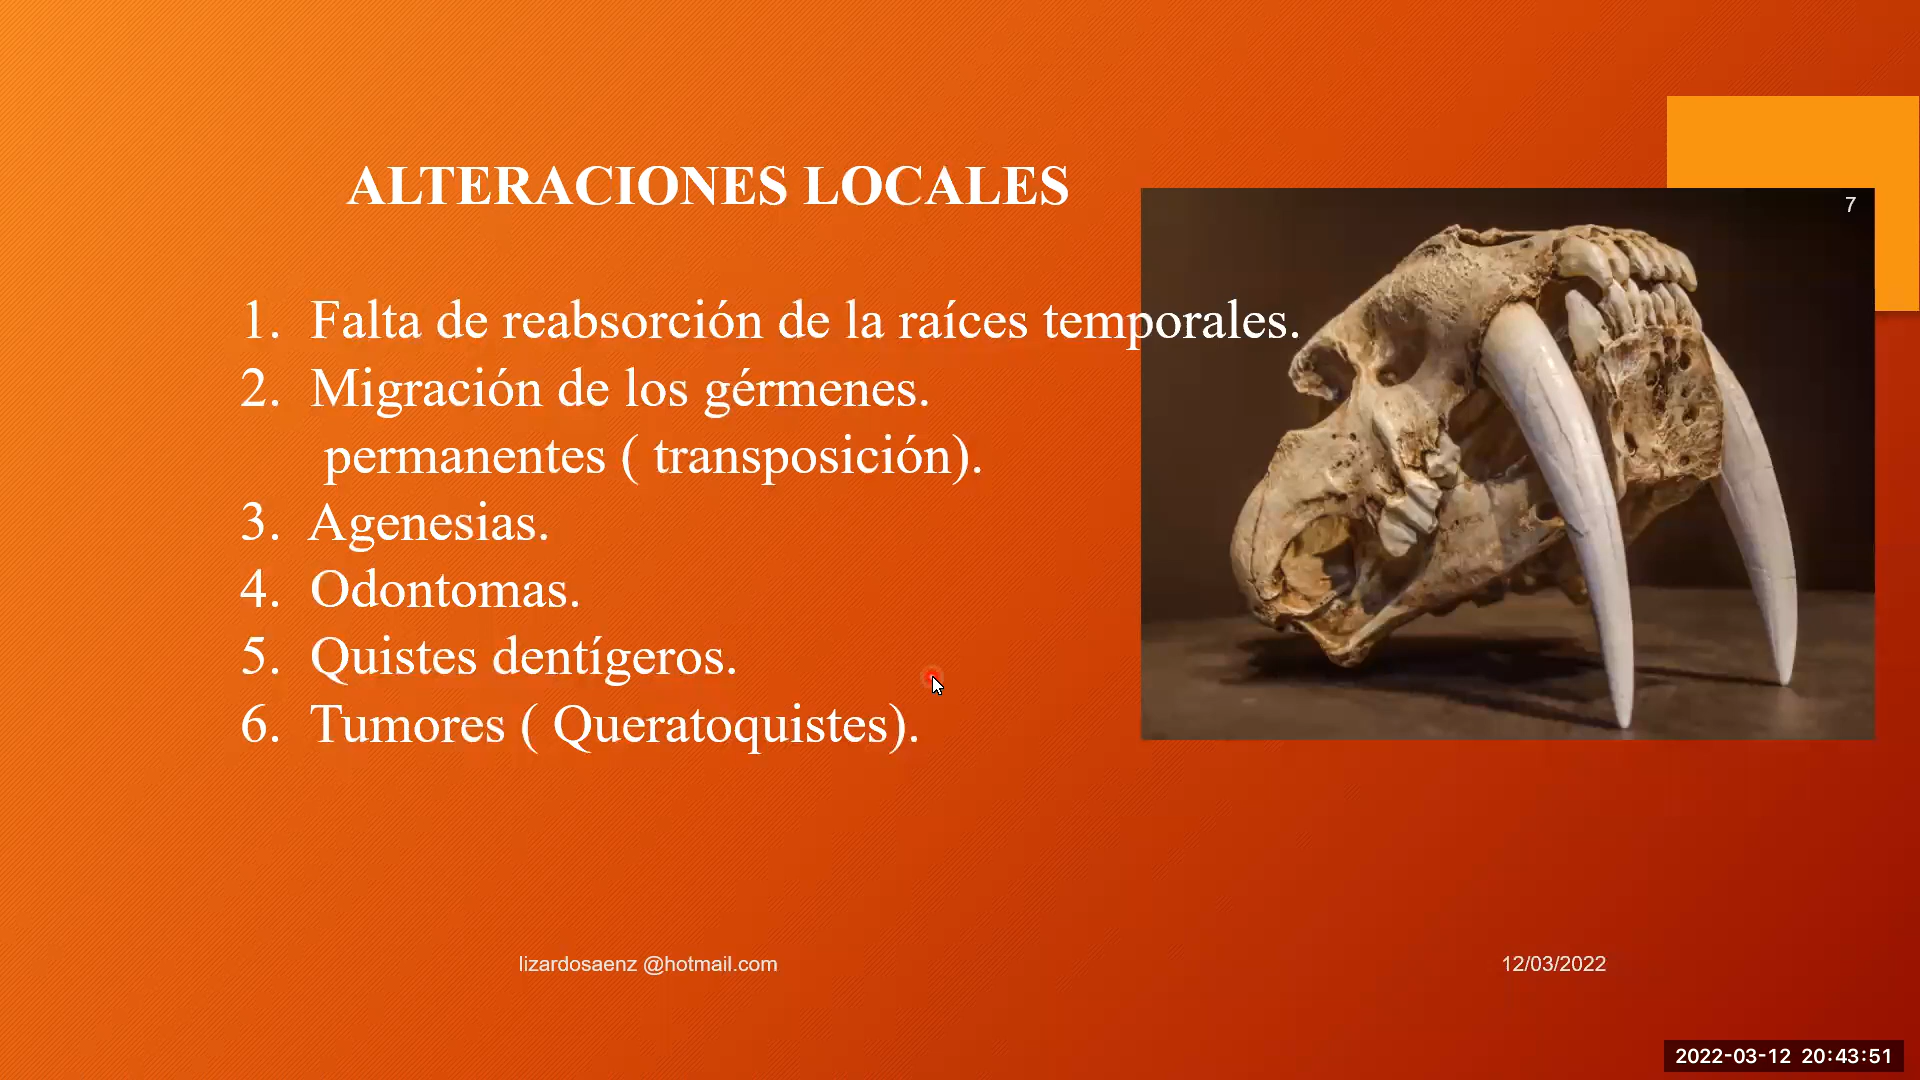 ALTERACIONES LOCALES
7
1. Falta de reabsorción de la raíces temporales.
2. Migración de los gérmenes.
permanentes ( transposición).
3. Agenesias.
4. Odontomas.
5. Quistes dentígeros.
6. Tumores ( Queratoquistes).
lizardosaenz @hotmail.com
12/03/2022
2022-03-12 20:43:51